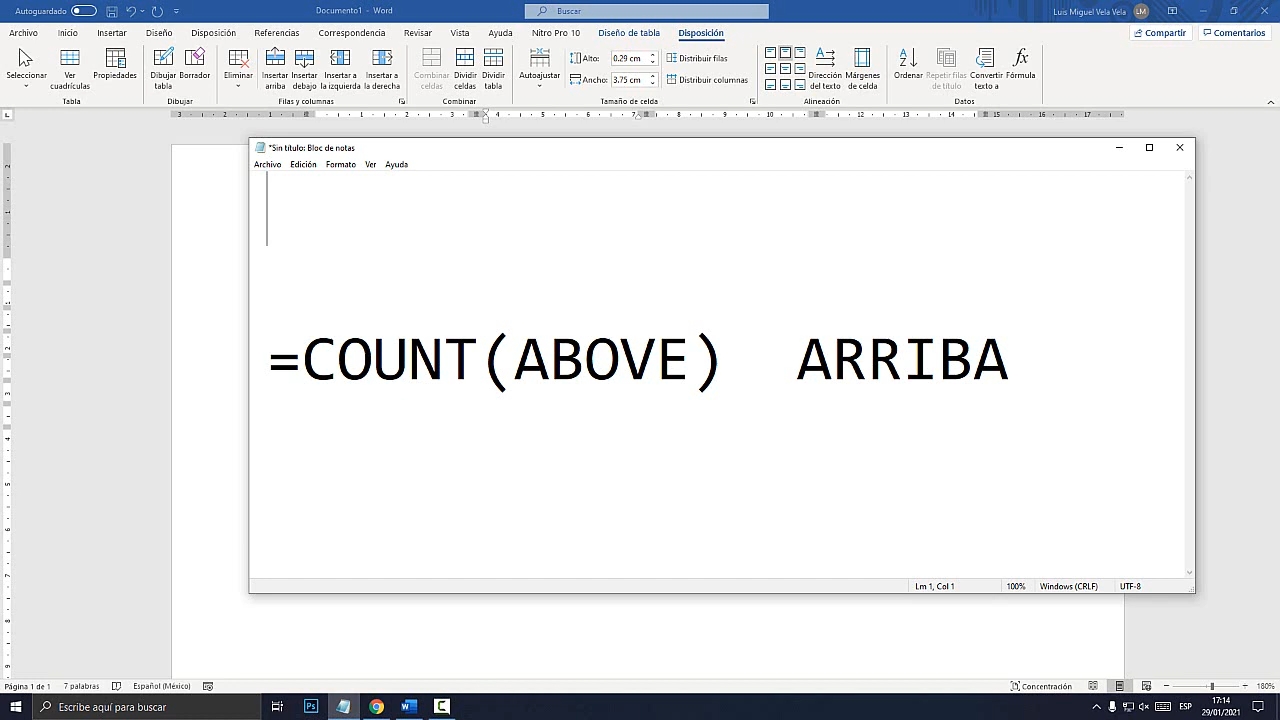 Autoguardado
Documento1 - Word
Buscar
Luis Miguel Vela Vela LM
Archivo Inicio Insertar Diseño Disposición Referencias Correspondencia Revisar Vista Ayuda Nitro Pro 10 Diseño de tabla Disposición Compartir Comentarios
Seleccionar
Ver cuadrículas
Propiedades
Tabla
Dibujar tabla
Borrador
Dibujar
Eliminar
Insertar arriba
Insertar debajo
Insertar a la izquierda
Insertar a la derecha
Filas y columnas
Combinar celdas
Dividir celdas
Dividir tabla
Combinar
Autoajustar
Alto: 0.29 cm
Ancho: 3.75 cm
Distribuir filas
Distribuir columnas
Tamaño de celda
Dirección del texto
Márgenes de celda
Alineación
Ordenar
Repetir filas de título
Convertir texto a
Fórmula
Datos
*Sin título: Bloc de notas
Archivo Edición Formato Ver Ayuda
=COUNT(ABOVE) ARRIBA
Lm 1, Col 1 100% Windows (CRLF) UTF-8
Página 1 de 1 7 palabras Español (México) Concentración 180%
Escribe aquí para buscar
ESP
17:14
29/01/2021